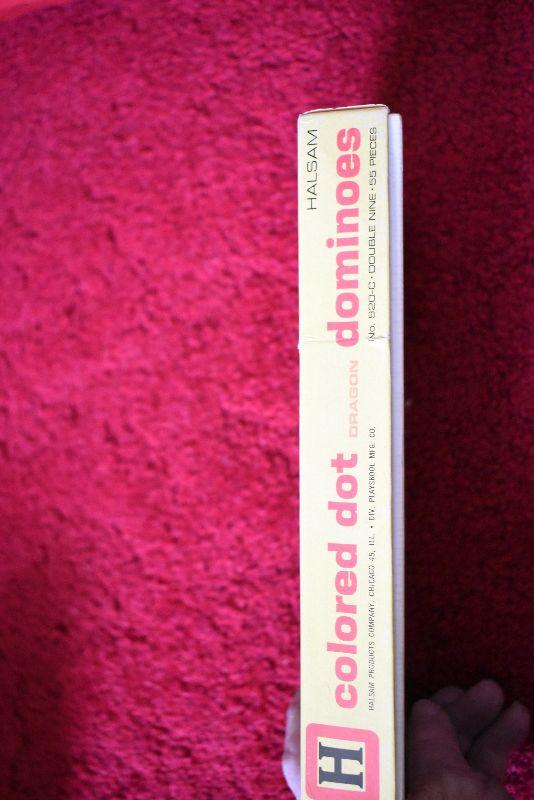 HALSAM
H colored dot DRAGON dominoes
HALSAM PRODUCTS COMPANY, CHICAGO 45, ILL. • DIV. PLAYSKOOL MFG. CO.
No. 920-C • DOUBLE NINE • 55 PIECES